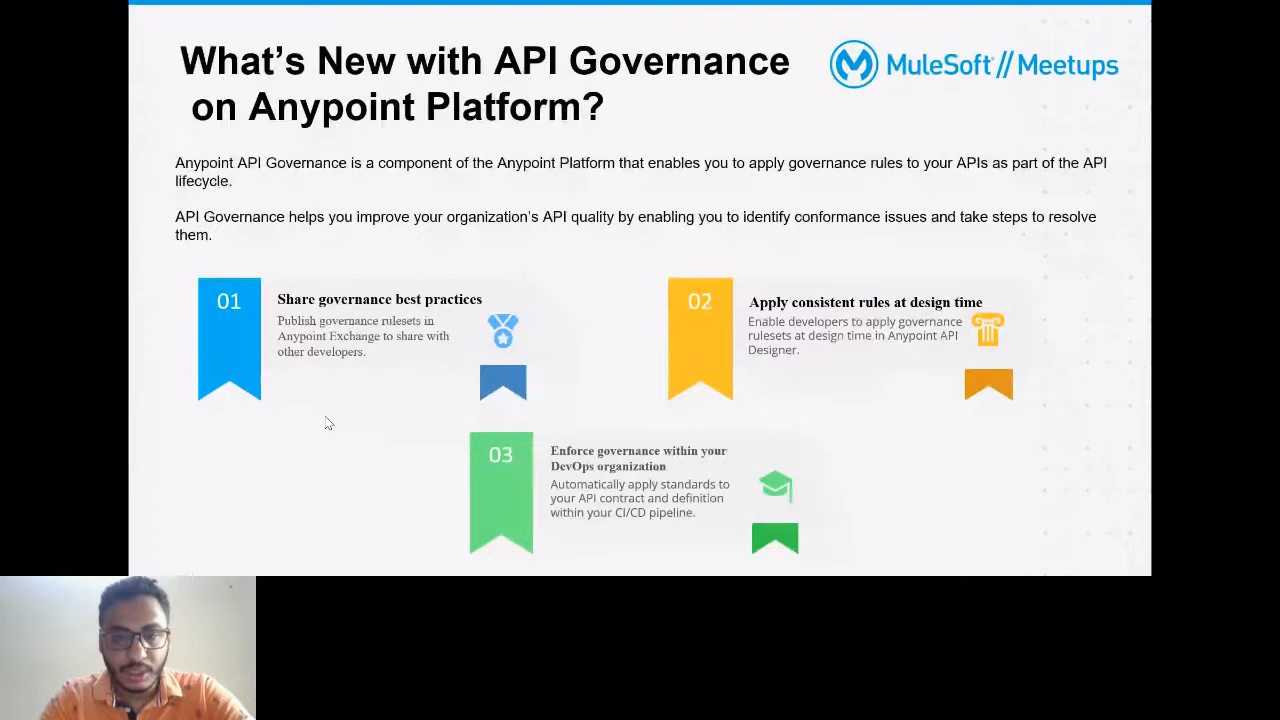 What's New with API Governance
on Anypoint Platform?
MuleSoft // Meetups
Anypoint API Governance is a component of the Anypoint Platform that enables you to apply governance rules to your APIs as part of the API
lifecycle.
API Governance helps you improve your organization's API quality by enabling you to identify conformance issues and take steps to resolve
them.
01
Share governance best practices
Publish governance rulesets in
Anypoint Exchange to share with
other developers.
02
Apply consistent rules at design time
Enable developers to apply governance
rulesets at design time in Anypoint API
Designer.
03
Enforce governance within your
DevOps organization
Automatically apply standards to
your API contract and definition
within your CI/CD pipeline.